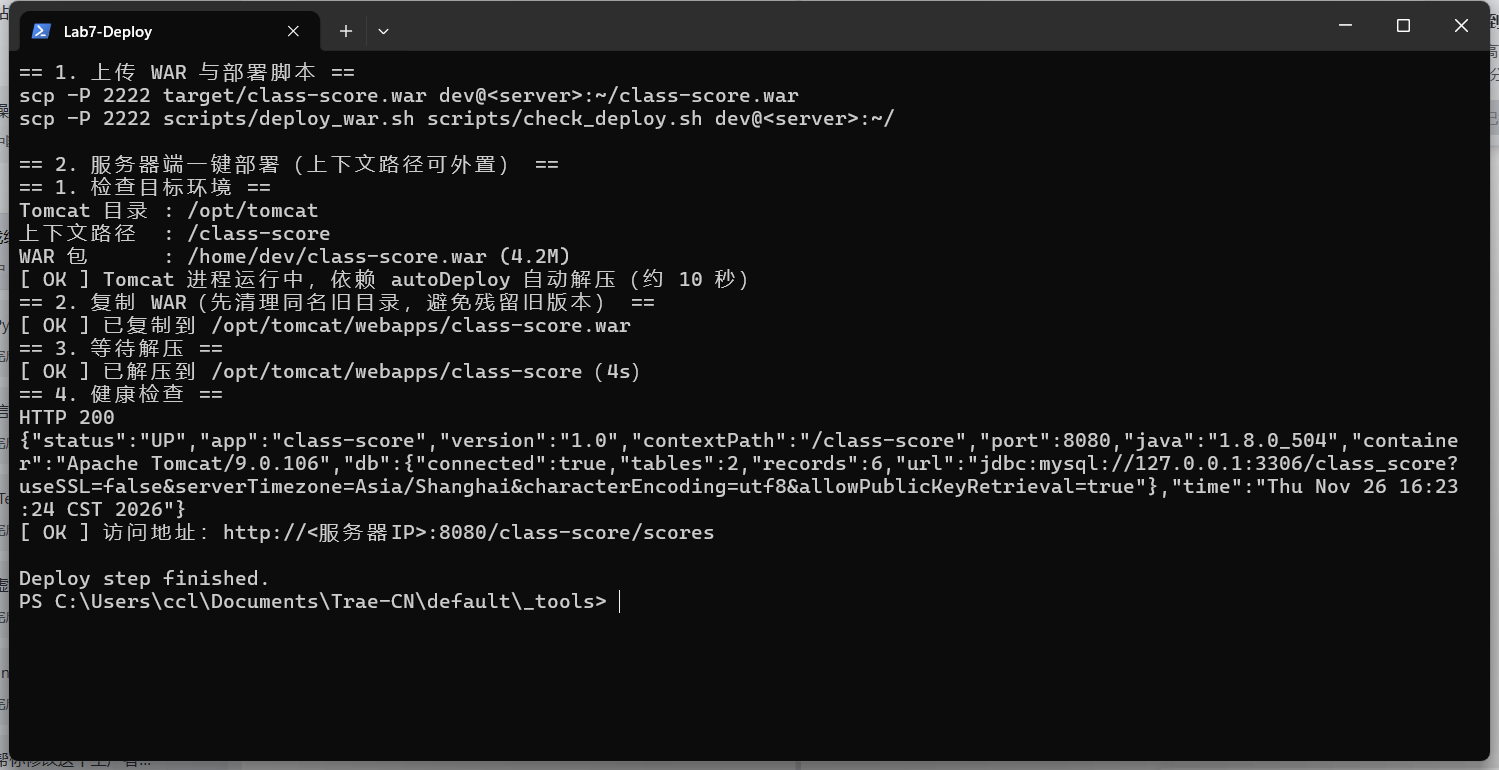 Lab7-Deploy
== 1. 上传 WAR 与部署脚本 ==
scp -P 2222 target/class-score.war dev@<server>:~/class-score.war
scp -P 2222 scripts/deploy_war.sh scripts/check_deploy.sh dev@<server>:~/
== 2. 服务器端一键部署（上下文路径可外置） ==
== 1. 检查目标环境 ==
Tomcat 目录 : /opt/tomcat
上下文路径  : /class-score
WAR 包      : /home/dev/class-score.war (4.2M)
[ OK ] Tomcat 进程运行中，依赖 autoDeploy 自动解压（约 10 秒）
== 2. 复制 WAR（先清理同名旧目录，避免残留旧版本） ==
[ OK ] 已复制到 /opt/tomcat/webapps/class-score.war
== 3. 等待解压 ==
[ OK ] 已解压到 /opt/tomcat/webapps/class-score（4s）
== 4. 健康检查 ==
HTTP 200
{"status":"UP","app":"class-score","version":"1.0","contextPath":"/class-score","port":8080,"java":"1.8.0_504","containe
r":"Apache Tomcat/9.0.106","db":{"connected":true,"tables":2,"records":6,"url":"jdbc:mysql://127.0.0.1:3306/class_score?
useSSL=false&serverTimezone=Asia/Shanghai&characterEncoding=utf8&allowPublicKeyRetrieval=true"},"time":"Thu Nov 26 16:23
:24 CST 2026"}
[ OK ] 访问地址：http://<服务器IP>:8080/class-score/scores
Deploy step finished.
PS C:\Users\ccl\Documents\Trae-CN\default\_tools>